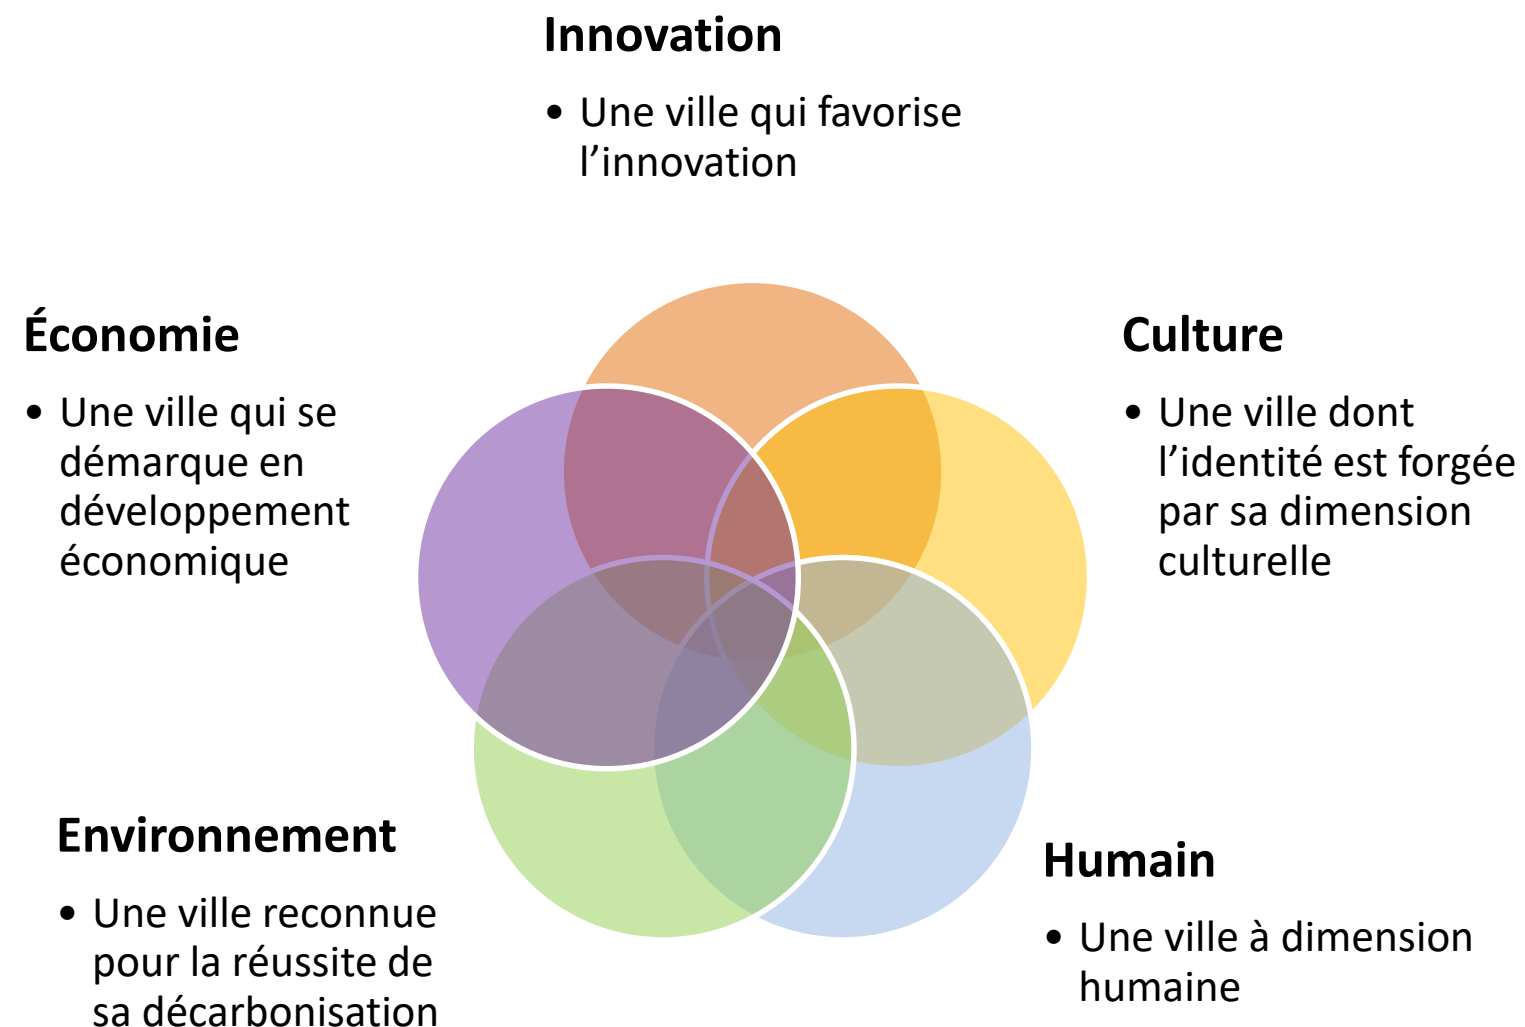 Innovation
• Une ville qui favorise
l’innovation
Culture
• Une ville dont
l’identité est forgée
par sa dimension
culturelle
Humain
• Une ville à dimension
humaine
Environnement
• Une ville reconnue
pour la réussite de
sa décarbonisation
Économie
• Une ville qui se
démarque en
développement
économique